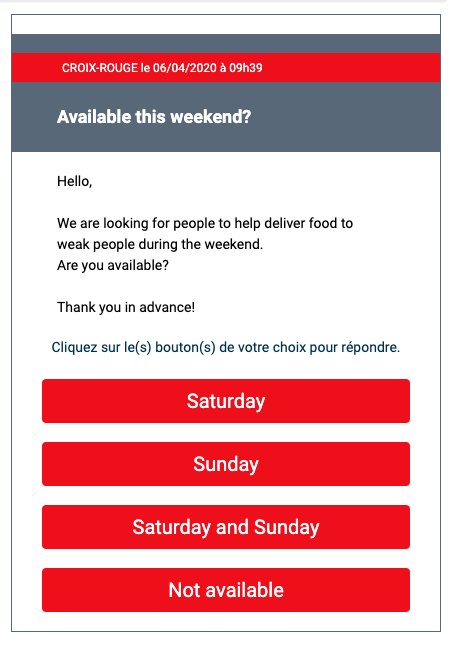 CROIX-ROUGE le 06/04/2020 à 09h39
Available this weekend?
Hello,
We are looking for people to help deliver food to
weak people during the weekend.
Are you available?
Thank you in advance!
Cliquez sur le(s) bouton(s) de votre choix pour répondre.
Saturday
Sunday
Saturday and Sunday
Not available